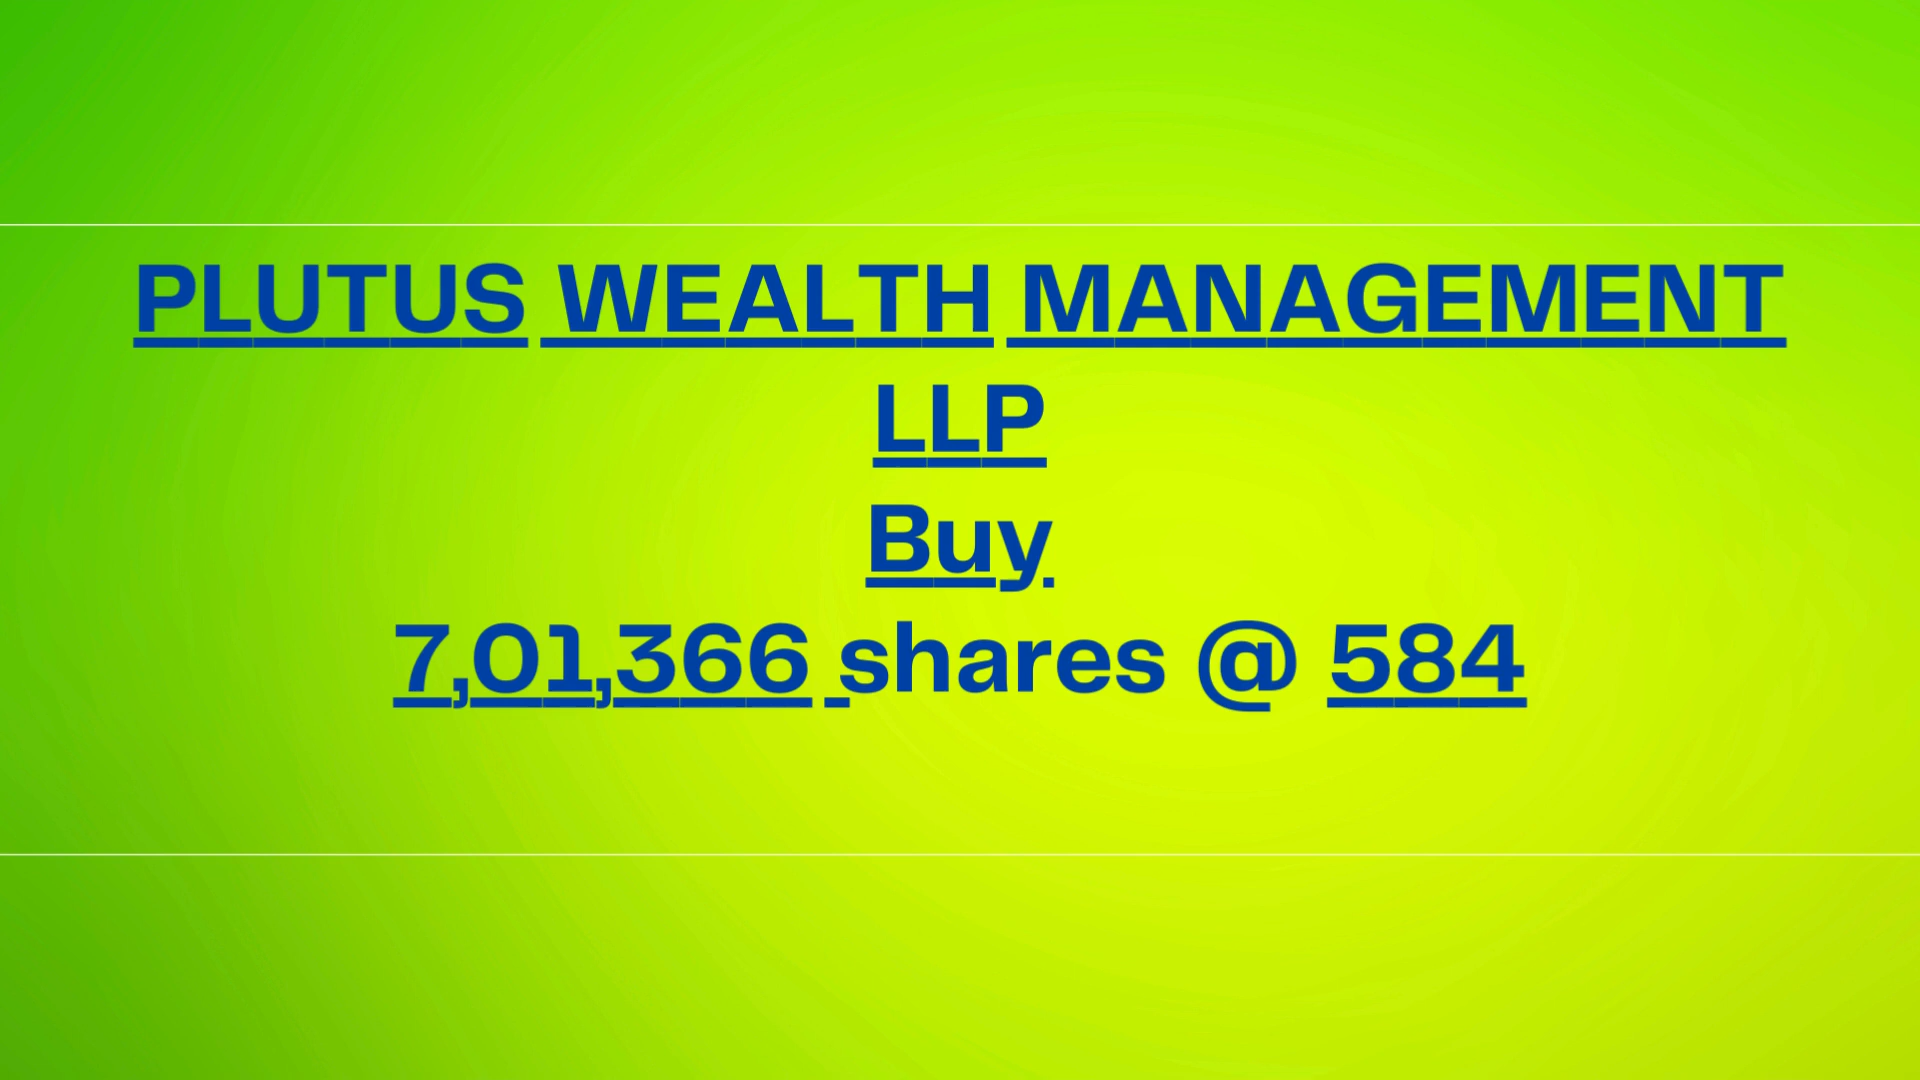 PLUTUS WEALTH MANAGEMENT
LLP
Buy
7,01,366 shares @ 584